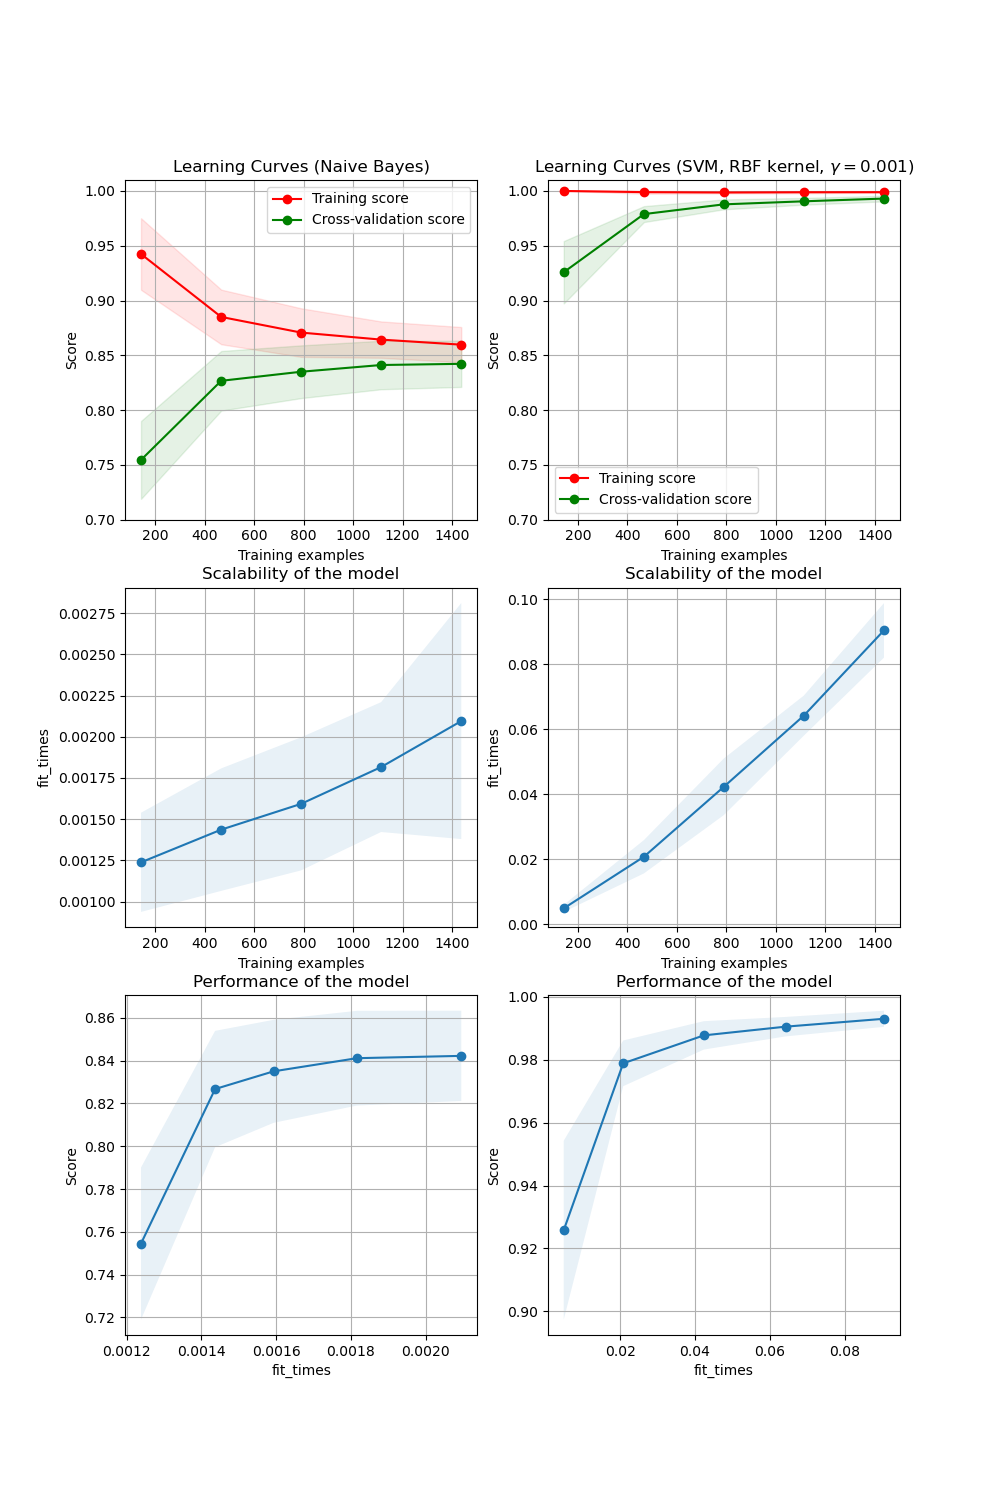 Learning Curves (Naive Bayes)
Score
1.00
0.95
0.90
0.85
0.80
0.75
0.70
Training score
Cross-validation score
200 400 600 800 1000 1200 1400
Training examples
Learning Curves (SVM, RBF kernel, γ = 0.001)
Score
1.00
0.95
0.90
0.85
0.80
0.75
0.70
Training score
Cross-validation score
200 400 600 800 1000 1200 1400
Training examples
Scalability of the model
fit_times
0.00275
0.00250
0.00225
0.00200
0.00175
0.00150
0.00125
0.00100
200 400 600 800 1000 1200 1400
Training examples
Scalability of the model
fit_times
0.10
0.08
0.06
0.04
0.02
0.00
200 400 600 800 1000 1200 1400
Training examples
Performance of the model
Score
0.86
0.84
0.82
0.80
0.78
0.76
0.74
0.72
0.0012 0.0014 0.0016 0.0018 0.0020
fit_times
Performance of the model
Score
1.00
0.98
0.96
0.94
0.92
0.90
0.02 0.04 0.06 0.08
fit_times